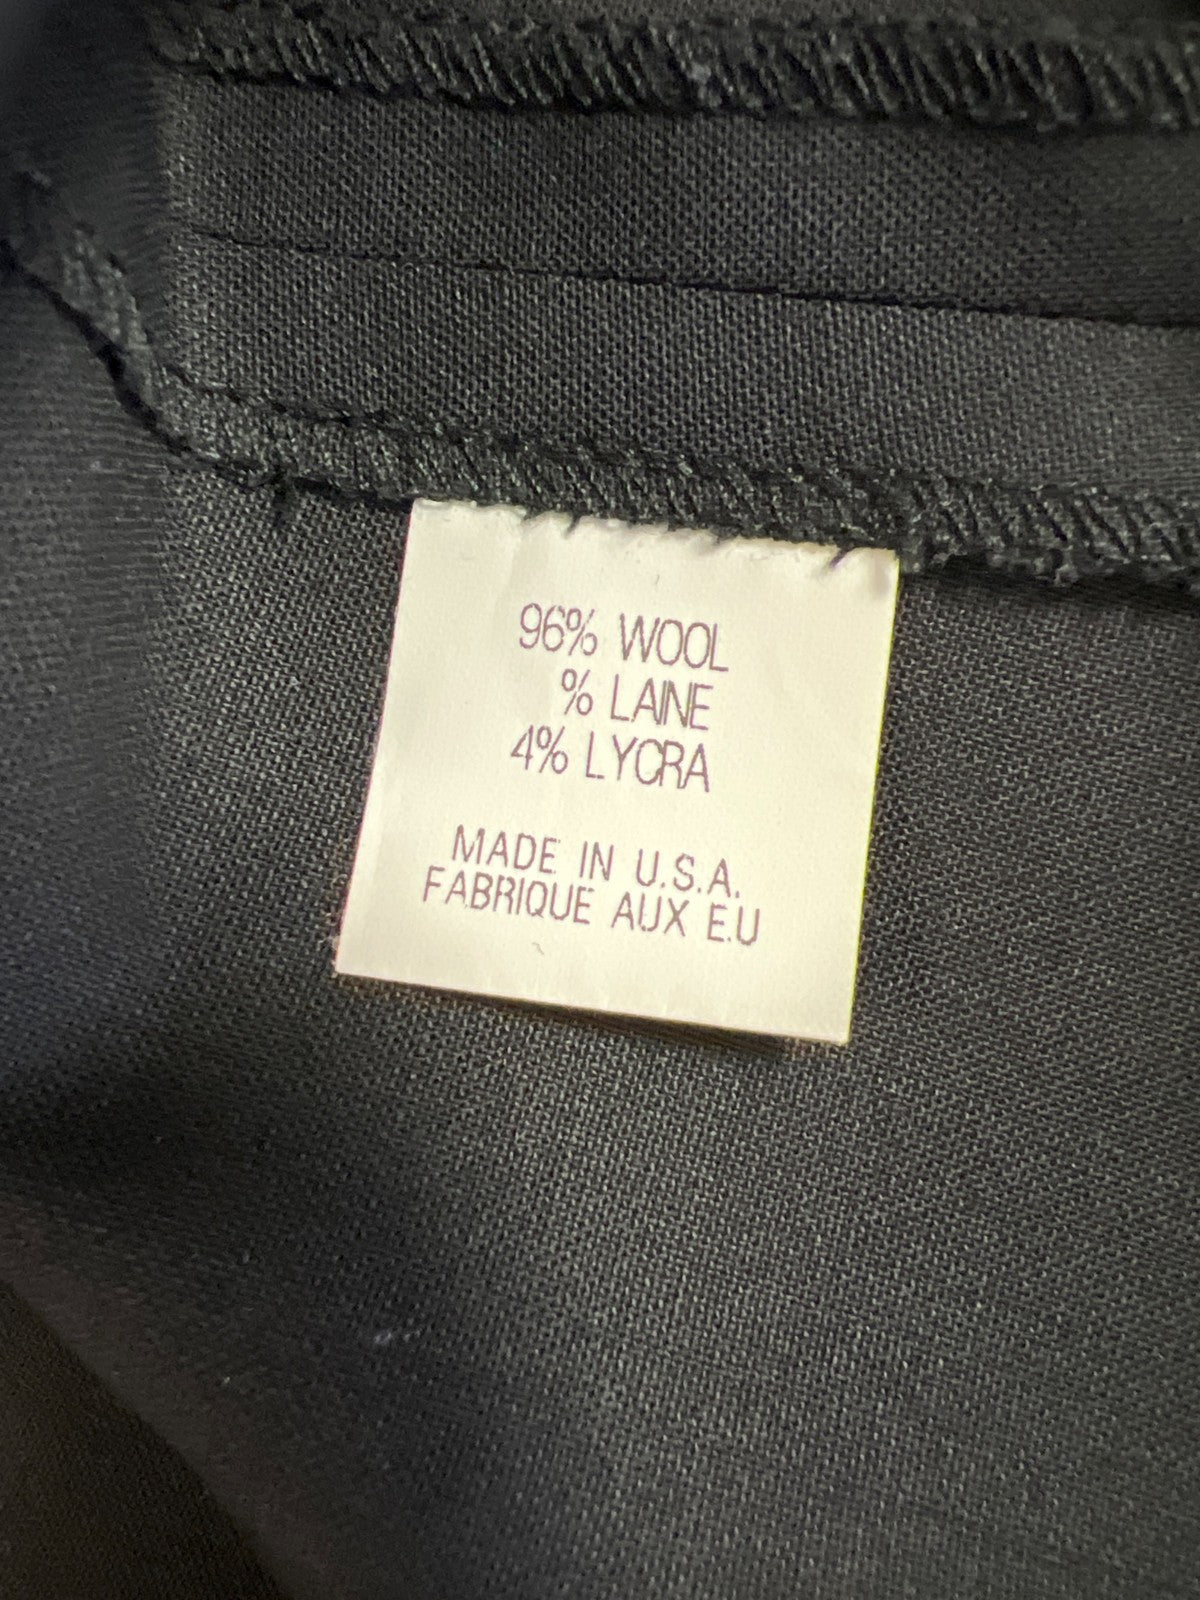 96% WOOL
% LAINE
4% LYCRA
MADE IN U.S.A.
FABRIQUE AUX E.U